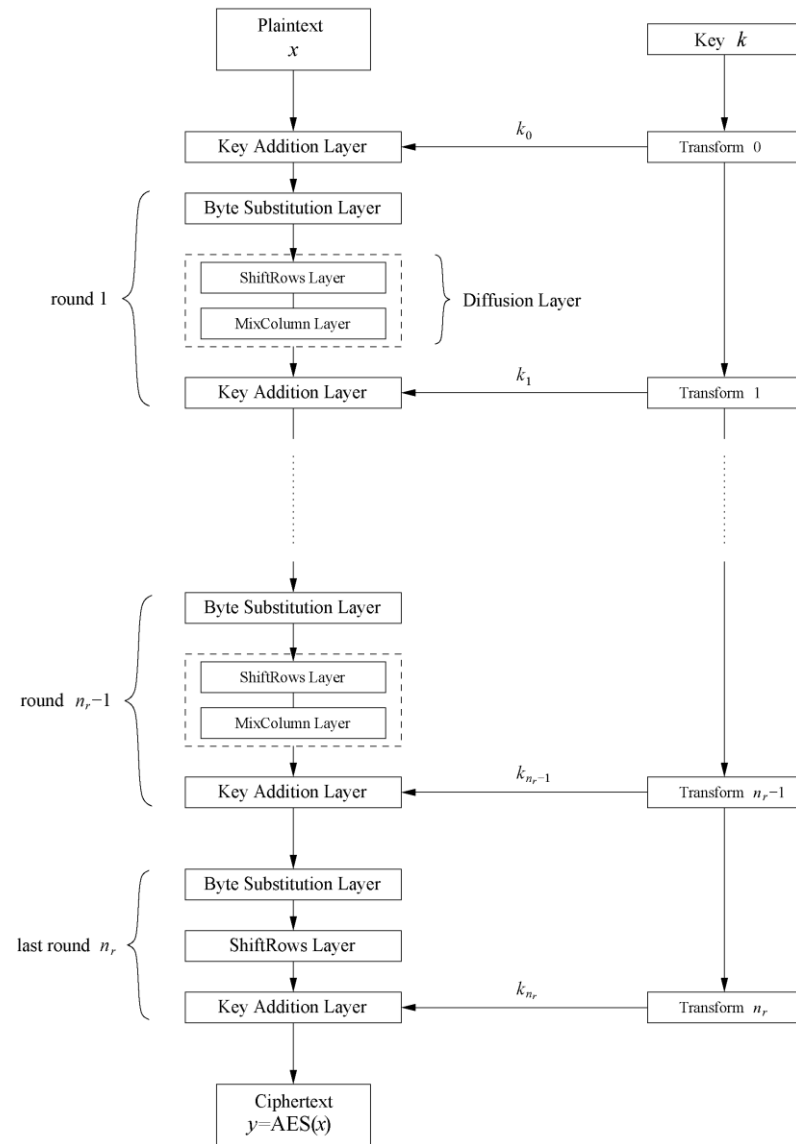 Plaintext
x
Key k
Key Addition Layer
k₀
Transform 0
Byte Substitution Layer
round 1
ShiftRows Layer
MixColumn Layer
Diffusion Layer
Key Addition Layer
k₁
Transform 1
Byte Substitution Layer
round nᵣ−1
ShiftRows Layer
MixColumn Layer
Key Addition Layer
kₙᵣ₋₁
Transform nᵣ−1
Byte Substitution Layer
last round nᵣ
ShiftRows Layer
Key Addition Layer
kₙᵣ
Transform nᵣ
Ciphertext
y=AES(x)